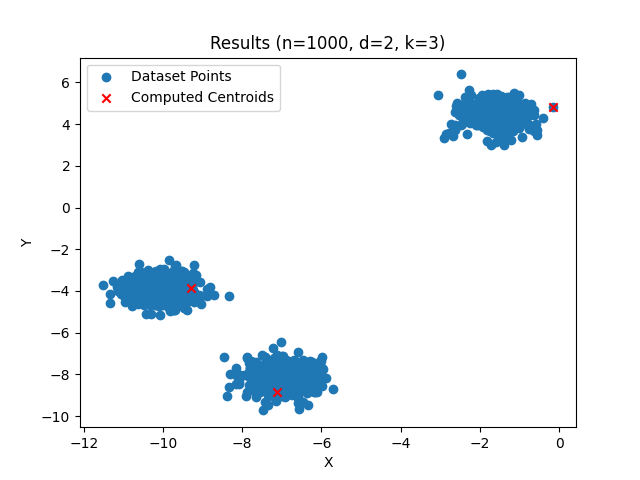 Results (n=1000, d=2, k=3)
Dataset Points
Computed Centroids
6
4
2
0
−2
−4
−6
−8
−10
Y
−12 −10 −8 −6 −4 −2 0
X